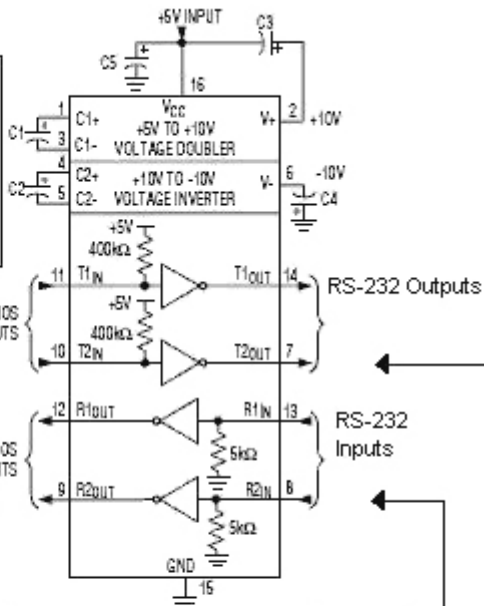 +5V INPUT
C3
C5
16
1
C1+
VCC
V+
2
+10V
C1
3
C1-
+5V TO +10V
VOLTAGE DOUBLER
4
C2+
C2
5
C2-
+10V TO -10V
VOLTAGE INVERTER
V-
6
-10V
C4
+5V
400kΩ
11
T1IN
T1OUT
14
RS-232 Outputs
+5V
400kΩ
10
T2IN
T2OUT
7
12
R1OUT
R1IN
13
RS-232
Inputs
5kΩ
9
R2OUT
R2IN
8
5kΩ
GND
15